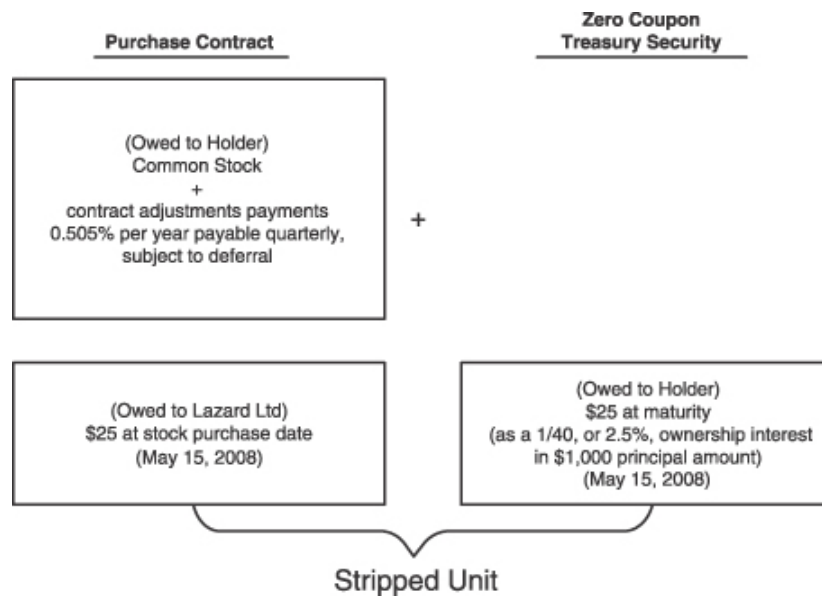 Purchase Contract
Zero Coupon
Treasury Security
(Owed to Holder)
Common Stock
+
contract adjustments payments
0.505% per year payable quarterly,
subject to deferral
+
(Owed to Lazard Ltd)
$25 at stock purchase date
(May 15, 2008)
(Owed to Holder)
$25 at maturity
(as a 1/40, or 2.5%, ownership interest
in $1,000 principal amount)
(May 15, 2008)
Stripped Unit